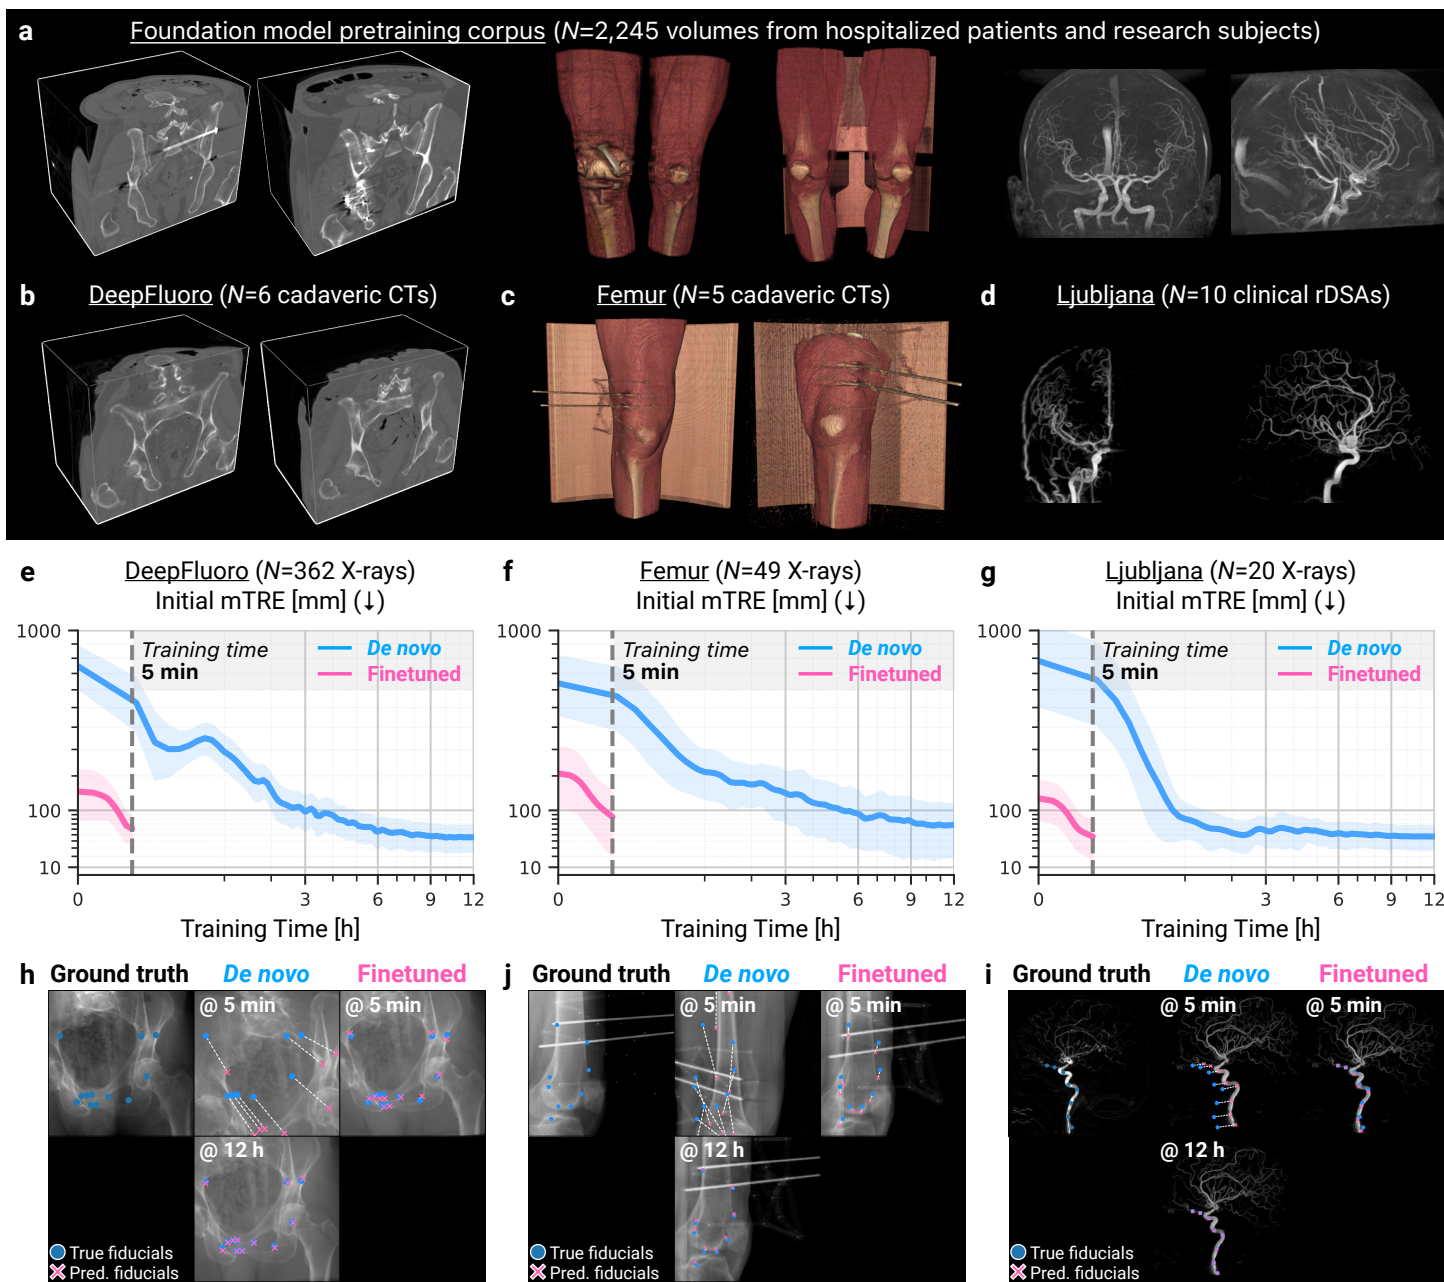 a
Foundation model pretraining corpus (N=2,245 volumes from hospitalized patients and research subjects)
b
DeepFluoro (N=6 cadaveric CTs)
c
Femur (N=5 cadaveric CTs)
d
Ljubljana (N=10 clinical rDSAs)
e
DeepFluoro (N=362 X-rays)
Initial mTRE [mm] (↓)
1000
100
10
Training time
5 min
De novo
Finetuned
0
3
6
9
12
Training Time [h]
f
Femur (N=49 X-rays)
Initial mTRE [mm] (↓)
1000
100
10
Training time
5 min
De novo
Finetuned
0
3
6
9
12
Training Time [h]
g
Ljubljana (N=20 X-rays)
Initial mTRE [mm] (↓)
1000
100
10
Training time
5 min
De novo
Finetuned
0
3
6
9
12
Training Time [h]
h
Ground truth
De novo
Finetuned
@ 5 min
@ 5 min
@ 12 h
True fiducials
Pred. fiducials
j
Ground truth
De novo
Finetuned
@ 5 min
@ 5 min
@ 12 h
True fiducials
Pred. fiducials
i
Ground truth
De novo
Finetuned
@ 5 min
@ 5 min
@ 12 h
True fiducials
Pred. fiducials